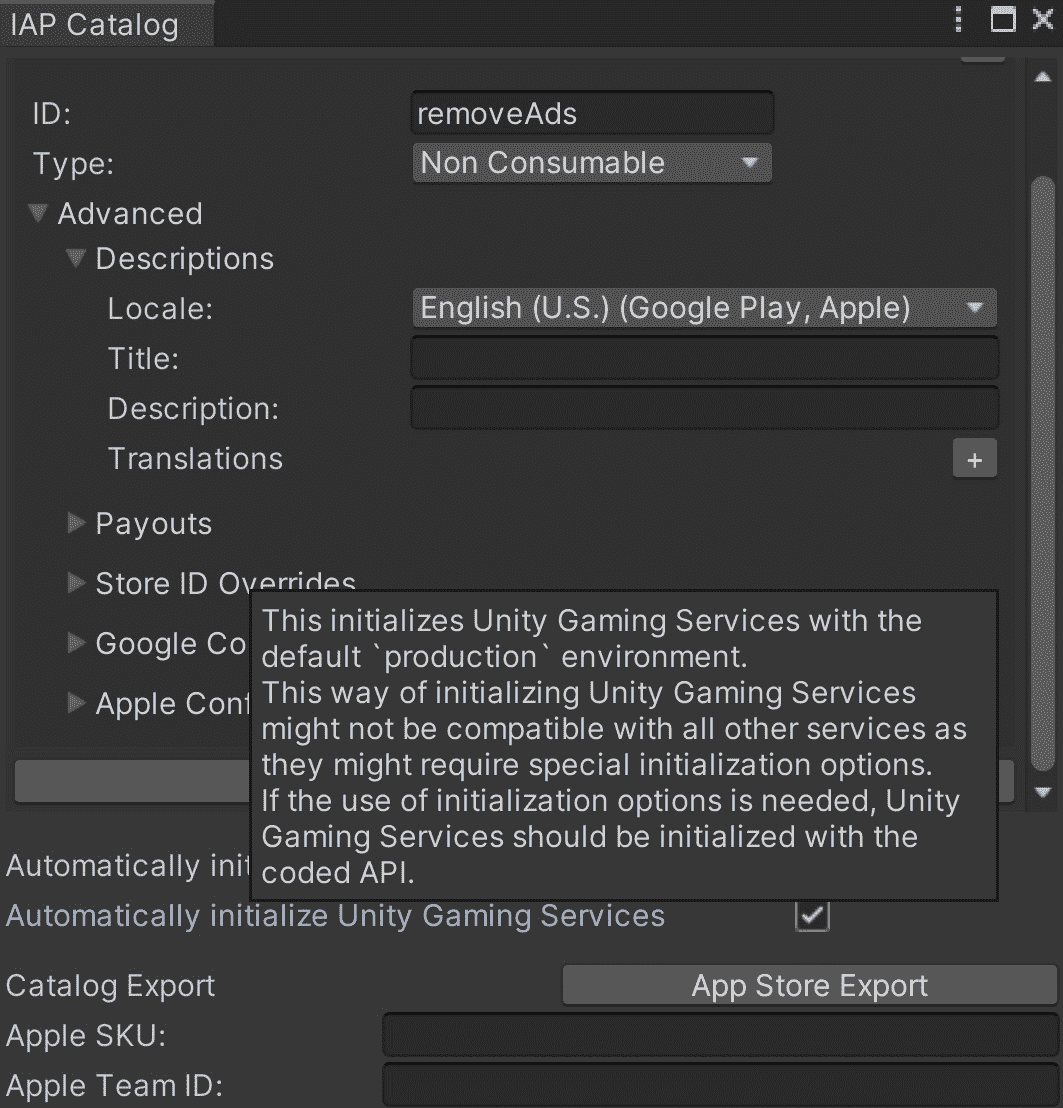 IAP Catalog
ID:
removeAds
Type:
Non Consumable
Advanced
Descriptions
Locale:
English (U.S.) (Google Play, Apple)
Title:
Description:
Translations
+
Payouts
Store ID Overrides
Google Co
Apple Conf
This initializes Unity Gaming Services with the
default `production` environment.
This way of initializing Unity Gaming Services
might not be compatible with all other services as
they might require special initialization options.
If the use of initialization options is needed, Unity
Gaming Services should be initialized with the
coded API.
Automatically init
Automatically initialize Unity Gaming Services
Catalog Export
App Store Export
Apple SKU:
Apple Team ID: